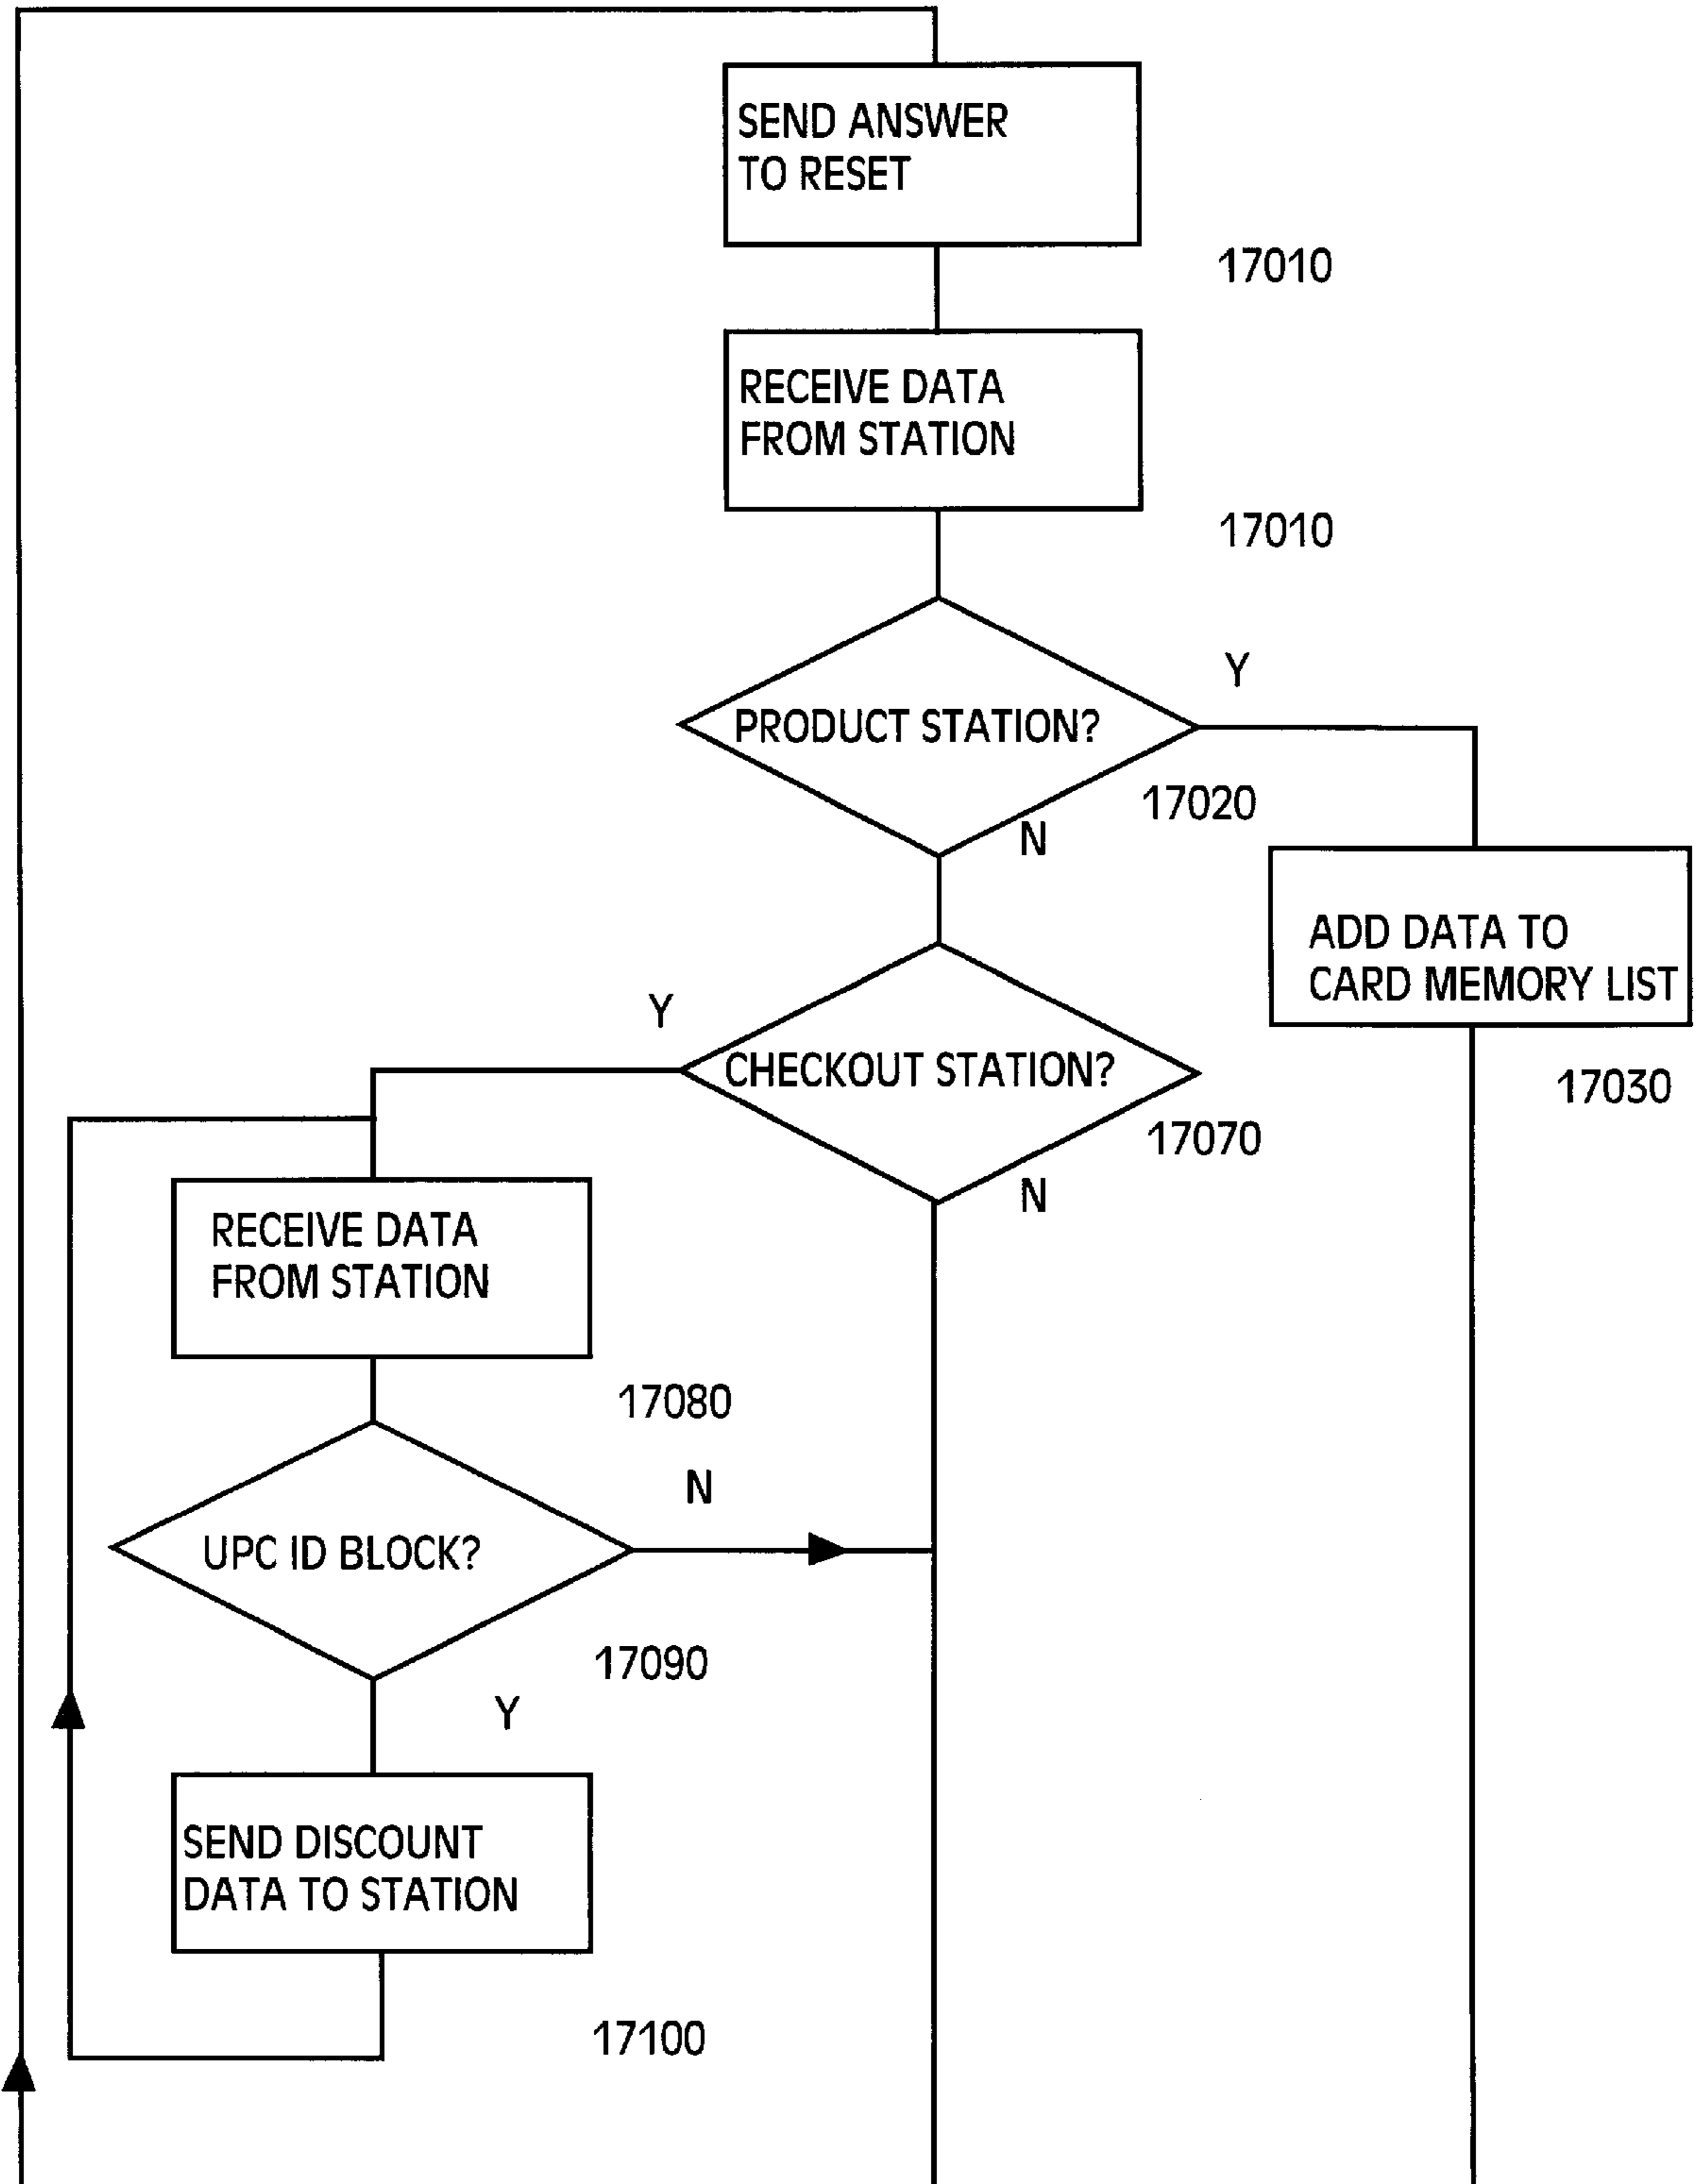 SEND ANSWER
TO RESET
17010
RECEIVE DATA
FROM STATION
17010
Y
PRODUCT STATION?
17020
N
ADD DATA TO
CARD MEMORY LIST
17030
Y
CHECKOUT STATION?
17070
N
RECEIVE DATA
FROM STATION
17080
N
UPC ID BLOCK?
17090
Y
SEND DISCOUNT
DATA TO STATION
17100